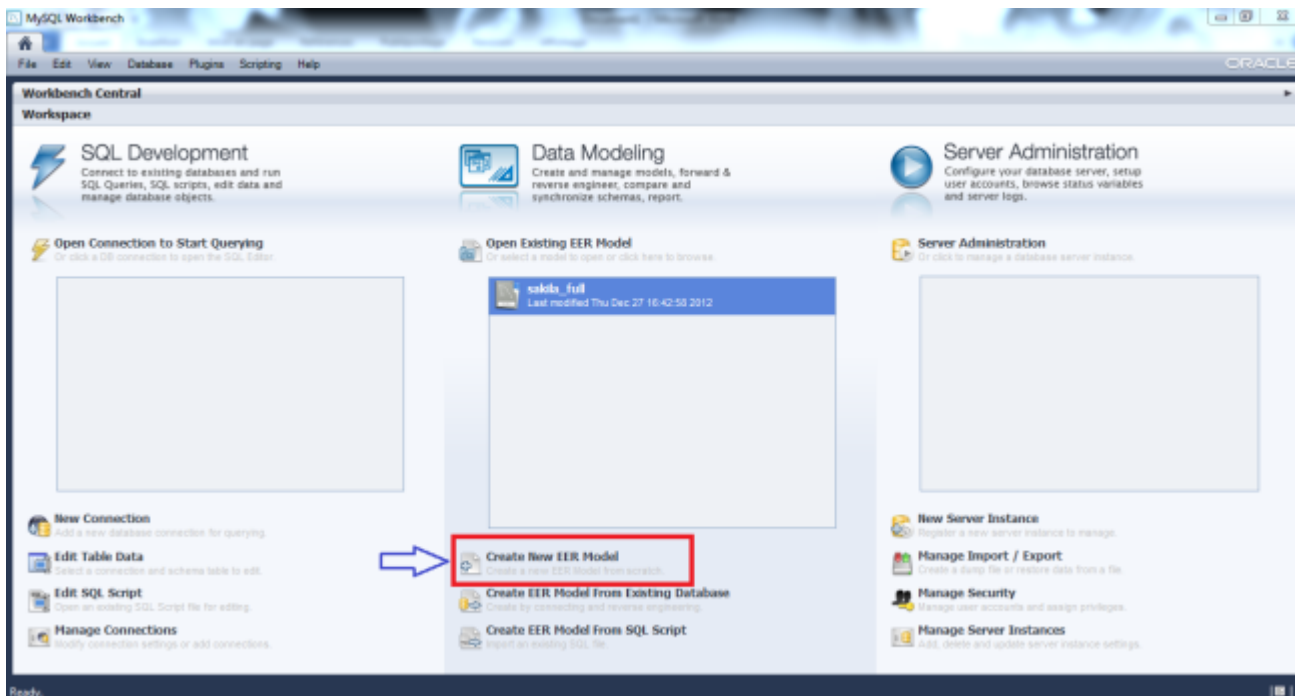 MySQL Workbench
File Edit View Database Plugins Scripting Help
ORACLE
Workbench Central
Workspace
SQL Development
Connect to existing databases and run
SQL Queries, SQL scripts, edit data and
manage database objects.
Data Modeling
Create and manage models, forward &
reverse engineer, compare and
synchronize schemas, report.
Server Administration
Configure your database server, setup
user accounts, browse status variables
and server logs.
Open Connection to Start Querying
Or click a DB connection to open the SQL Editor.
Open Existing EER Model
Or select a model to open or click here to browse.
Server Administration
Or click to manage a database server instance.
sakila_full
Last modified Thu Dec 27 16:42:58 2012
New Connection
Add a new database connection for querying.
Edit Table Data
Select a connection and schema table to edit.
Edit SQL Script
Open an existing SQL Script file for editing.
Manage Connections
Modify connection settings or add connections.
Create New EER Model
Create a new EER Model from scratch.
Create EER Model From Existing Database
Create by connecting and reverse engineering.
Create EER Model From SQL Script
Import an existing SQL file.
New Server Instance
Register a new server instance to manage.
Manage Import / Export
Create a dump file or restore data from a file.
Manage Security
Manage user accounts and assign privileges.
Manage Server Instances
Add, delete and update server instance settings.
Ready.